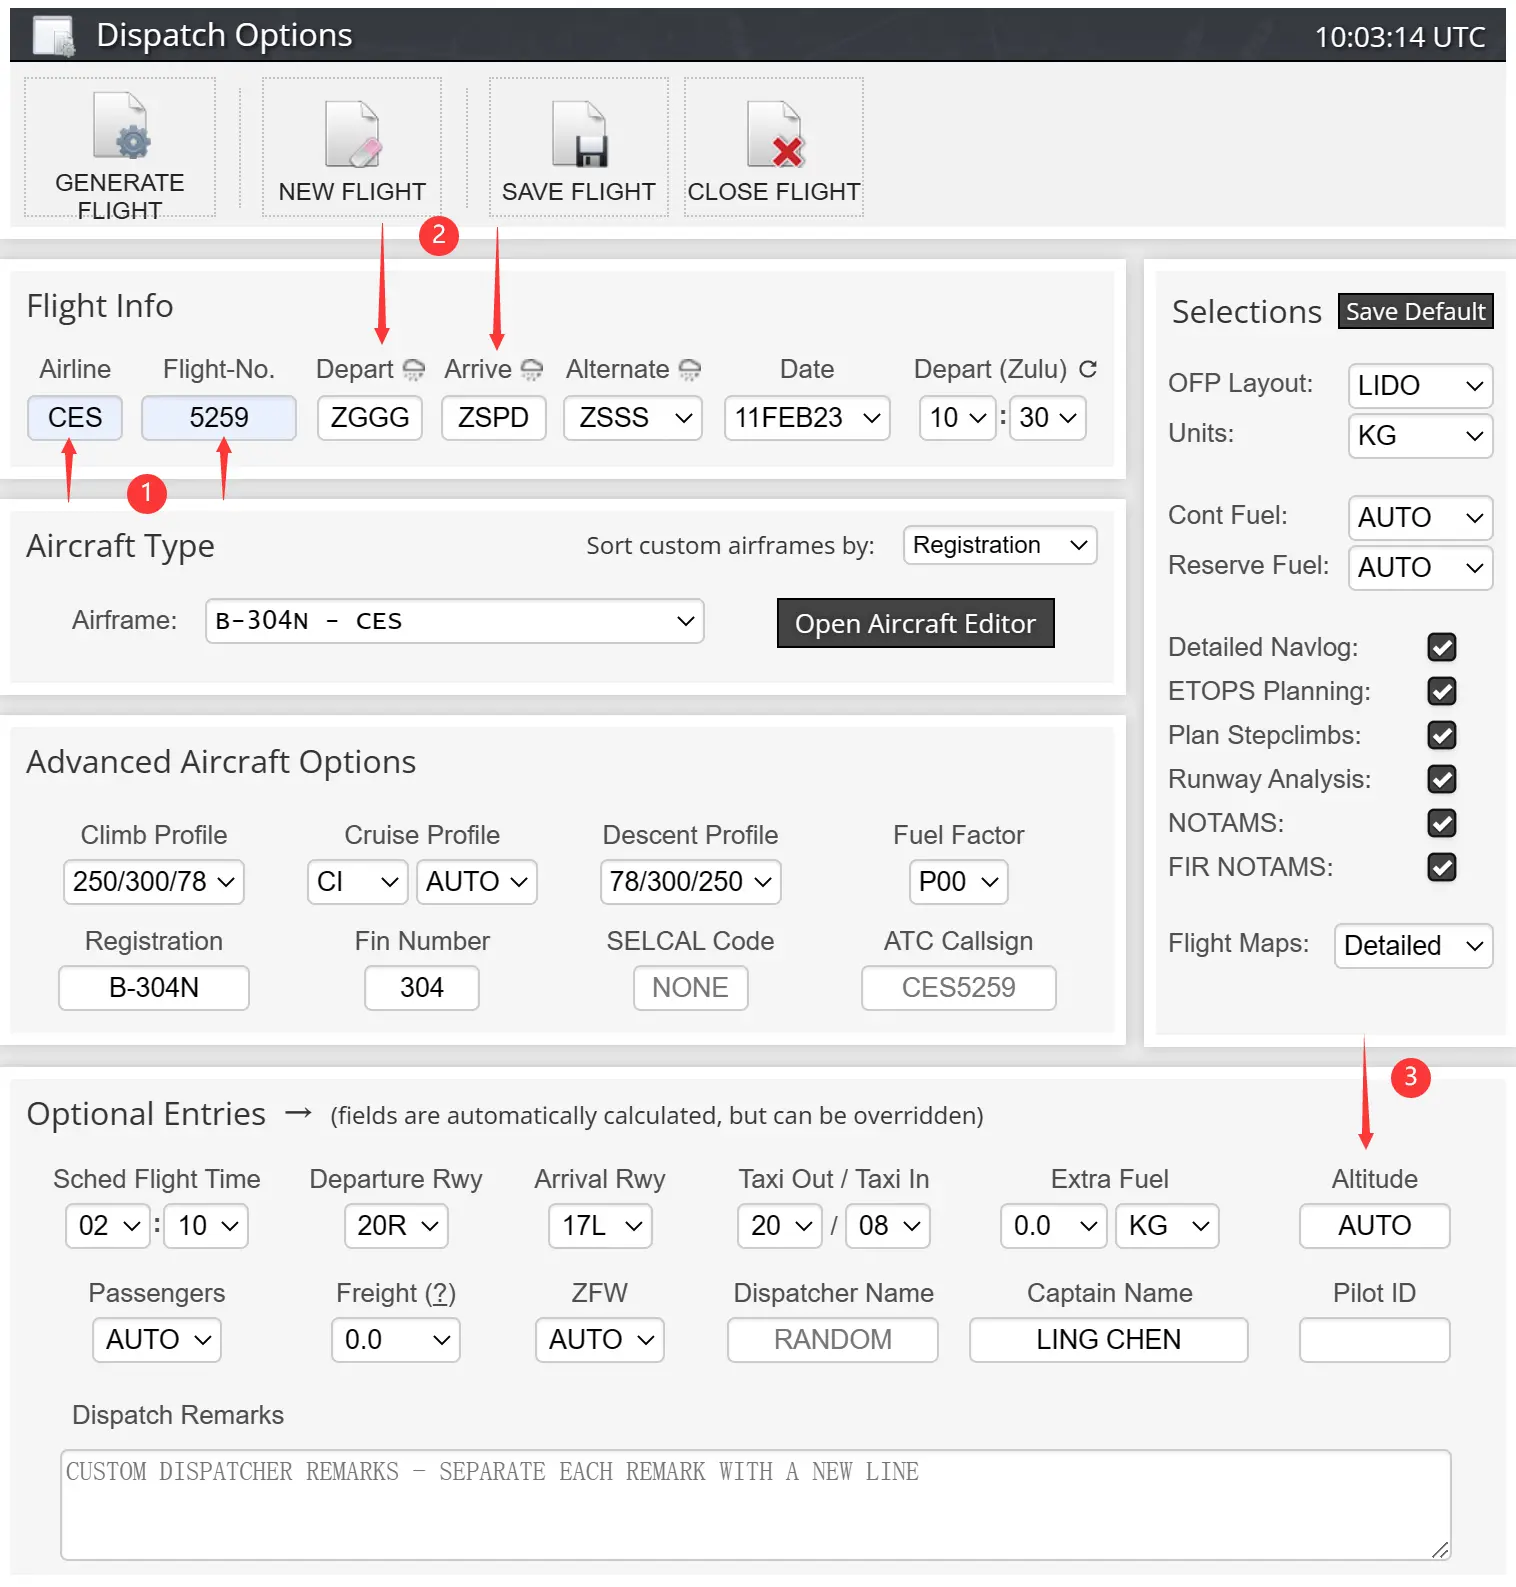 Dispatch Options
10:03:14 UTC
GENERATE
FLIGHT
NEW FLIGHT
SAVE FLIGHT
CLOSE FLIGHT
2
Flight Info
Airline
Flight-No.
Depart
Arrive
Alternate
Date
Depart (Zulu)
CES
5259
ZGGG
ZSPD
ZSSS
11FEB23
10 : 30
1
Aircraft Type
Sort custom airframes by:
Registration
Airframe:
B-304N - CES
Open Aircraft Editor
Advanced Aircraft Options
Climb Profile
Cruise Profile
Descent Profile
Fuel Factor
250/300/78
CI
AUTO
78/300/250
P00
Registration
Fin Number
SELCAL Code
ATC Callsign
B-304N
304
NONE
CES5259
Selections
Save Default
OFP Layout:
LIDO
Units:
KG
Cont Fuel:
AUTO
Reserve Fuel:
AUTO
Detailed Navlog:
ETOPS Planning:
Plan Stepclimbs:
Runway Analysis:
NOTAMS:
FIR NOTAMS:
Flight Maps:
Detailed
3
Optional Entries → (fields are automatically calculated, but can be overridden)
Sched Flight Time
Departure Rwy
Arrival Rwy
Taxi Out / Taxi In
Extra Fuel
Altitude
02 : 10
20R
17L
20 / 08
0.0
KG
AUTO
Passengers
Freight (?)
ZFW
Dispatcher Name
Captain Name
Pilot ID
AUTO
0.0
AUTO
RANDOM
LING CHEN
Dispatch Remarks
CUSTOM DISPATCHER REMARKS - SEPARATE EACH REMARK WITH A NEW LINE